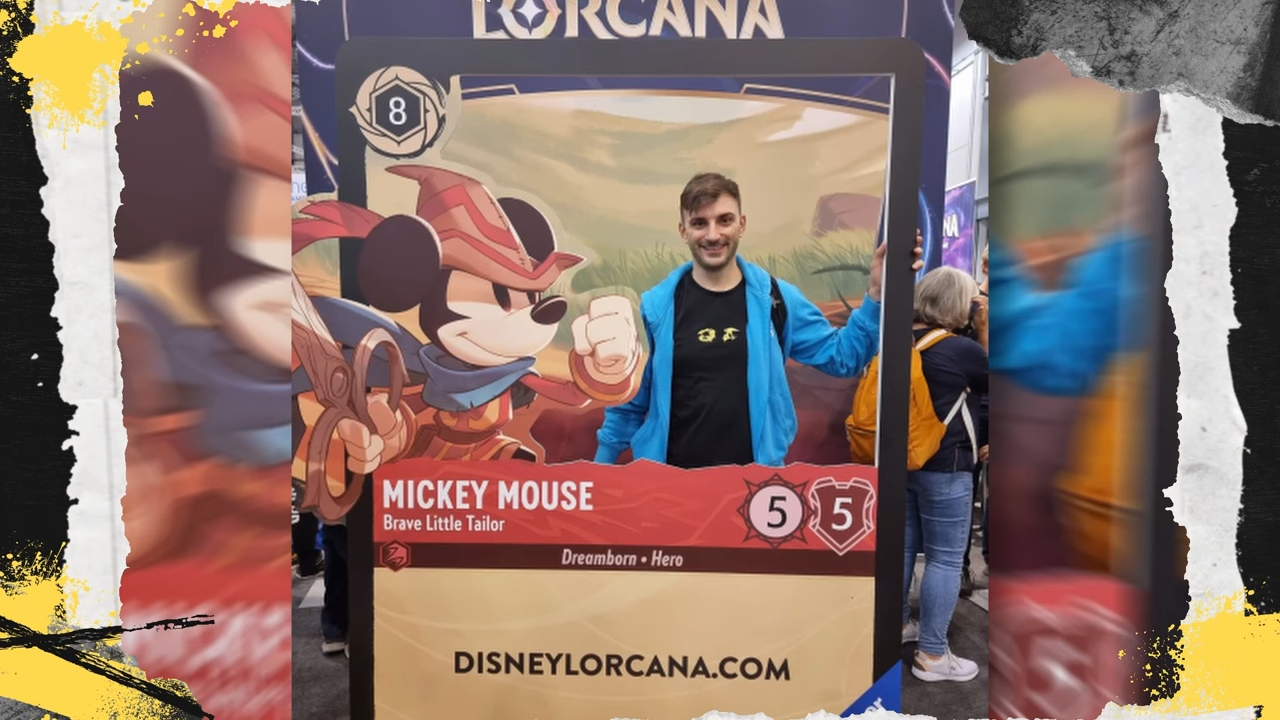 LORCANA
8
MICKEY MOUSE
Brave Little Tailor
5
5
Dreamborn • Hero
DISNEYLORCANA.COM